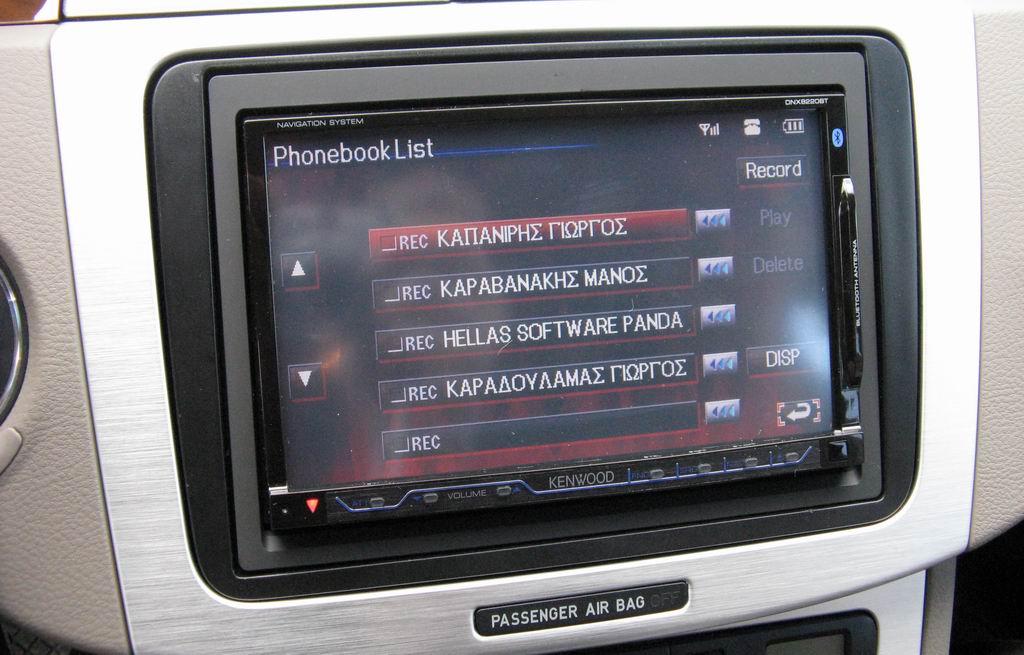 NAVIGATION SYSTEM
DNX8220BT
Phonebook List
Record
REC ΚΑΠΑΝΙΡΗΣ ΓΙΩΡΓΟΣ
Play
REC ΚΑΡΑΒΑΝΑΚΗΣ ΜΑΝΟΣ
Delete
REC HELLAS SOFTWARE PANDA
REC ΚΑΡΑΔΟΥΛΑΜΑΣ ΓΙΩΡΓΟΣ
DISP
REC
BLUETOOTH ANTENNA
ATT
VOLUME
KENWOOD
PASSENGER AIR BAG OFF